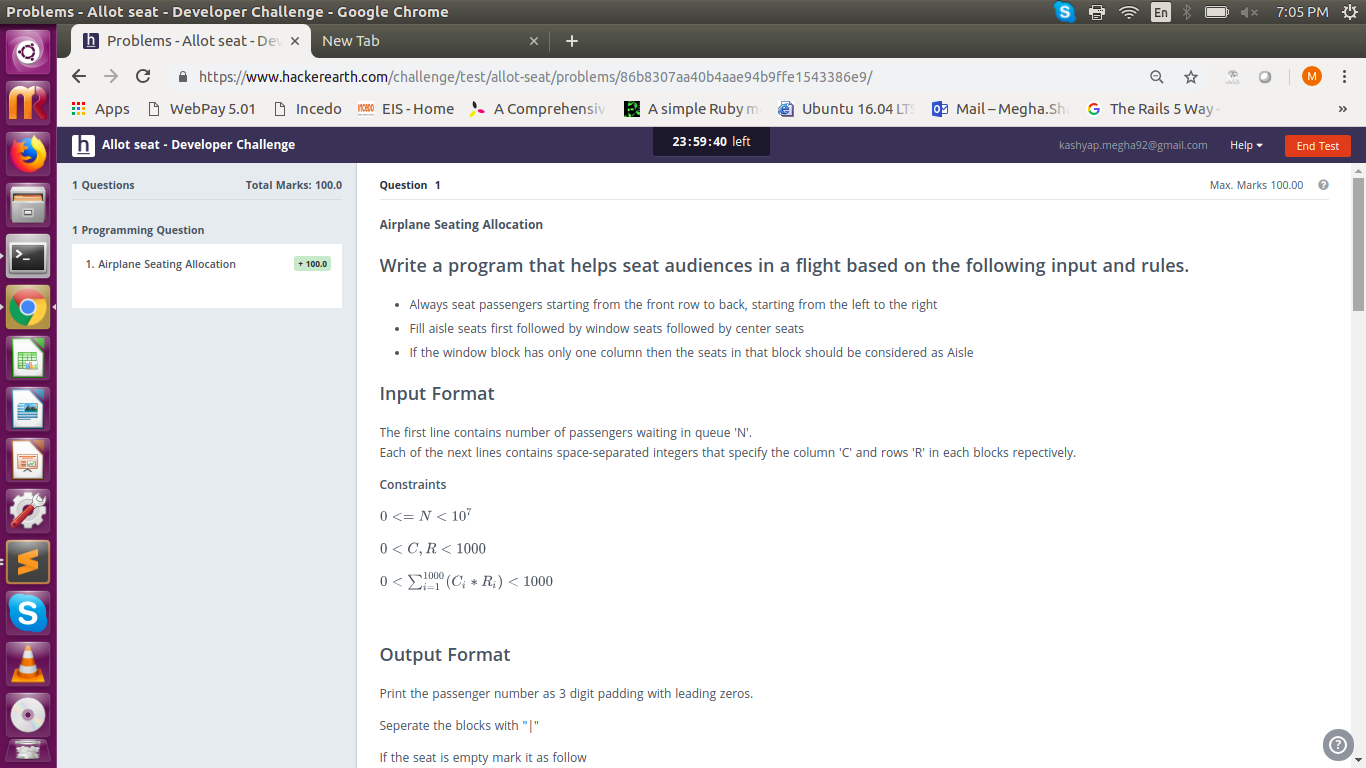 Problems - Allot seat - Developer Challenge - Google Chrome
En
7:05 PM
Problems - Allot seat - Dev
New Tab
https://www.hackerearth.com/challenge/test/allot-seat/problems/86b8307aa40b4aae94b9ffe1543386e9/
M
Apps
WebPay 5.01
Incedo
EIS - Home
A Comprehensiv
A simple Ruby m
Ubuntu 16.04 LTS
Mail – Megha.Sh
The Rails 5 Way -
»
h Allot seat - Developer Challenge
23:59:40 left
kashyap.megha92@gmail.com
Help
End Test
1 Questions
Total Marks: 100.0
1 Programming Question
1. Airplane Seating Allocation
+ 100.0
Question 1
Max. Marks 100.00
Airplane Seating Allocation
Write a program that helps seat audiences in a flight based on the following input and rules.
• Always seat passengers starting from the front row to back, starting from the left to the right
• Fill aisle seats first followed by window seats followed by center seats
• If the window block has only one column then the seats in that block should be considered as Aisle
Input Format
The first line contains number of passengers waiting in queue 'N'.
Each of the next lines contains space-separated integers that specify the column 'C' and rows 'R' in each blocks repectively.
Constraints
0 <= N < 10⁷
0 < C, R < 1000
0 < ∑_{i=1}^{1000} (C_i * R_i) < 1000
Output Format
Print the passenger number as 3 digit padding with leading zeros.
Seperate the blocks with "|"
If the seat is empty mark it as follow